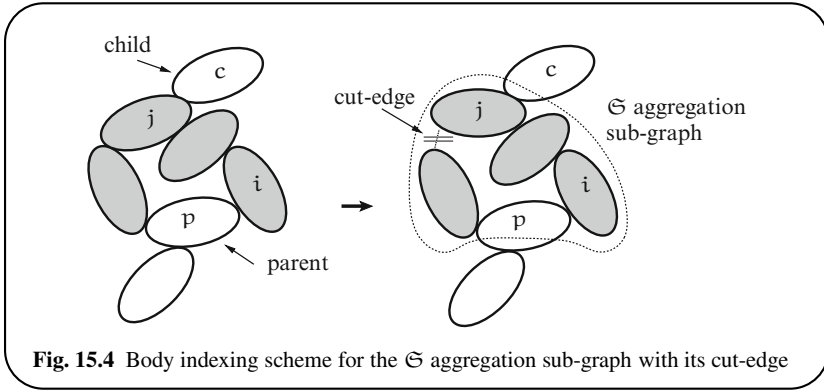 child
c
j
i
p
parent
cut-edge
c
j
i
p
𝔖 aggregation
sub-graph
Fig. 15.4 Body indexing scheme for the 𝔖 aggregation sub-graph with its cut-edge